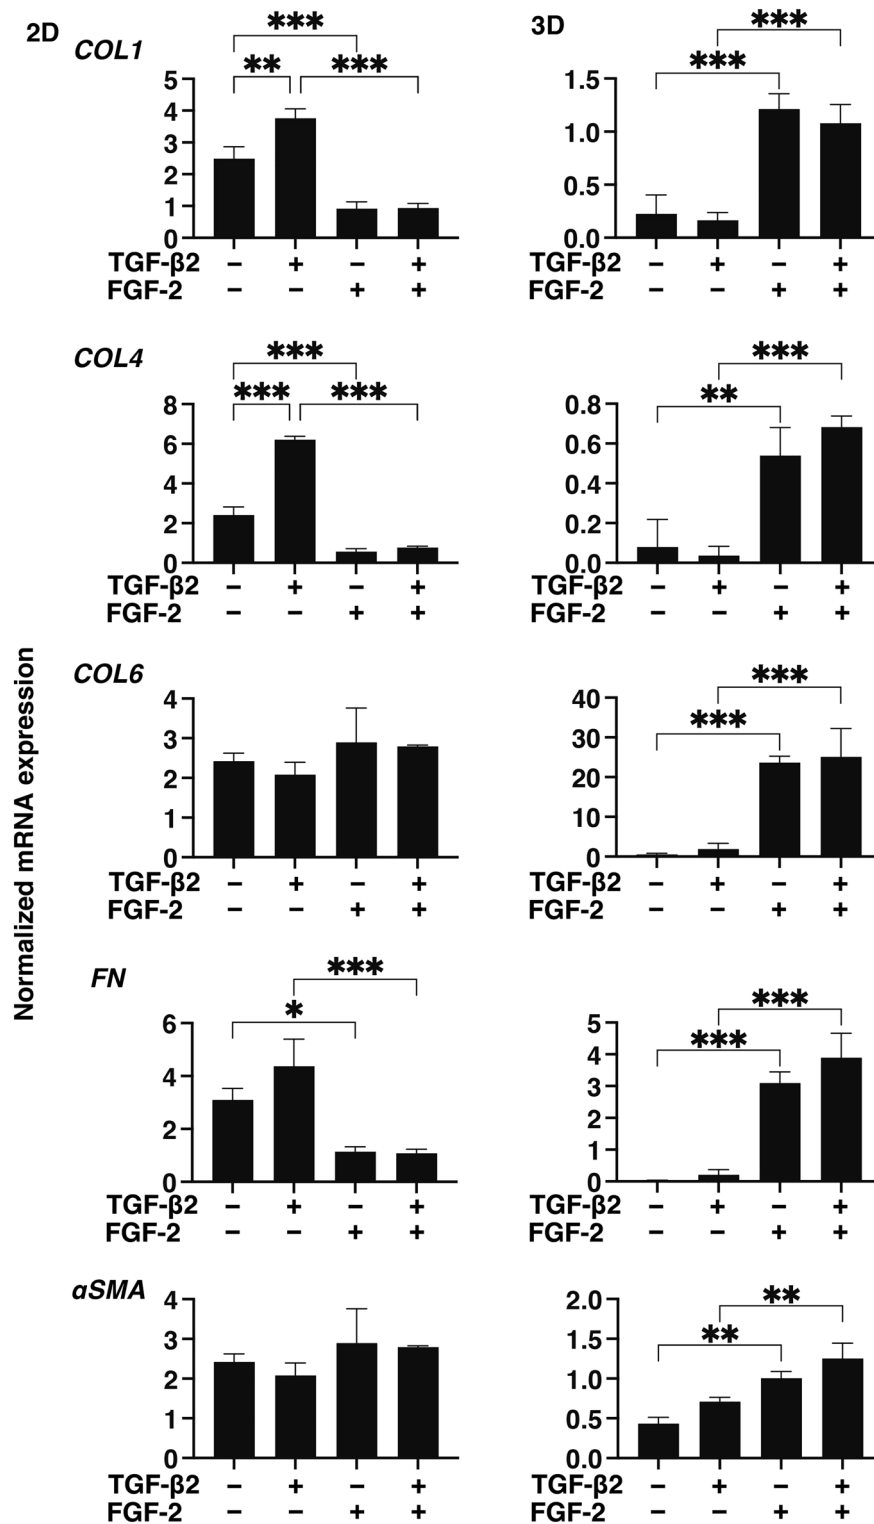 2D
COL1
3D
*** 
** ***
5
4
3
2
1
0
TGF-β2 − + − +
FGF-2 − − + +
***
***
1.5
1.0
0.5
0.0
TGF-β2 − + − +
FGF-2 − − + +
COL4
***
*** ***
8
6
4
2
0
TGF-β2 − + − +
FGF-2 − − + +
***
**
0.8
0.6
0.4
0.2
0.0
TGF-β2 − + − +
FGF-2 − − + +
Normalized mRNA expression
COL6
4
3
2
1
0
TGF-β2 − + − +
FGF-2 − − + +
***
***
40
30
20
10
0
TGF-β2 − + − +
FGF-2 − − + +
FN
***
*
6
4
2
0
TGF-β2 − + − +
FGF-2 − − + +
***
***
5
4
3
2
1
0
TGF-β2 − + − +
FGF-2 − − + +
αSMA
4
3
2
1
0
TGF-β2 − + − +
FGF-2 − − + +
**
**
2.0
1.5
1.0
0.5
0.0
TGF-β2 − + − +
FGF-2 − − + +